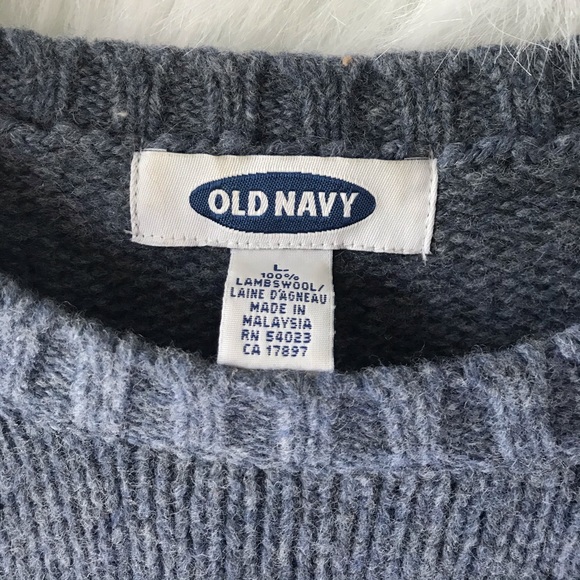 OLD NAVY
L
100%
LAMBSWOOL/
LAINE D'AGNEAU
MADE IN
MALAYSIA
RN 54023
CA 17897